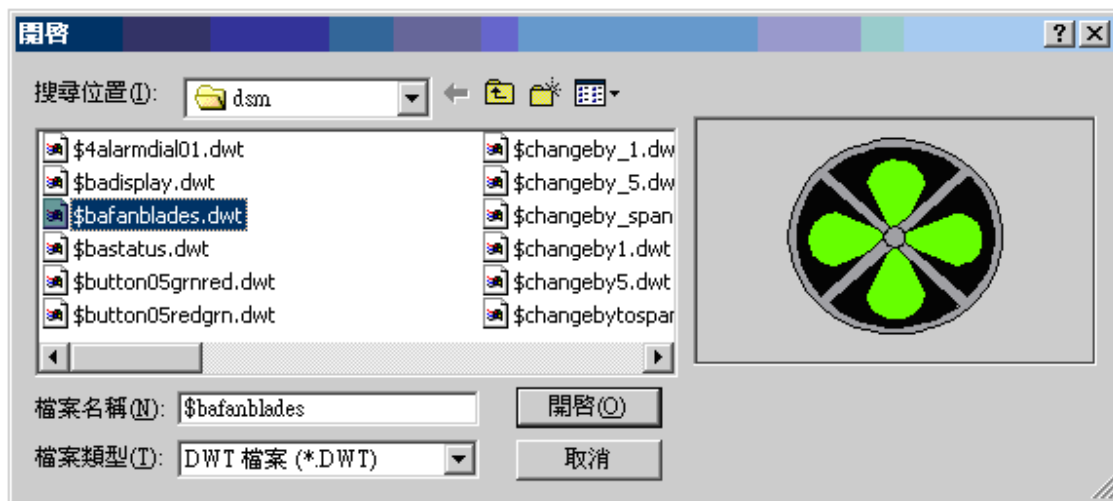 開啓
?
搜尋位置(I):
dsm
$4alarmdial01.dwt
$badisplay.dwt
$bafanblades.dwt
$bastatus.dwt
$button05grnred.dwt
$button05redgrn.dwt
$changeby_1.dw
$changeby_5.dw
$changeby_span
$changeby1.dwt
$changeby5.dwt
$changebytospar
檔案名稱(N):
$bafanblades
開啓(O)
檔案類型(T):
DWT 檔案 (*.DWT)
取消